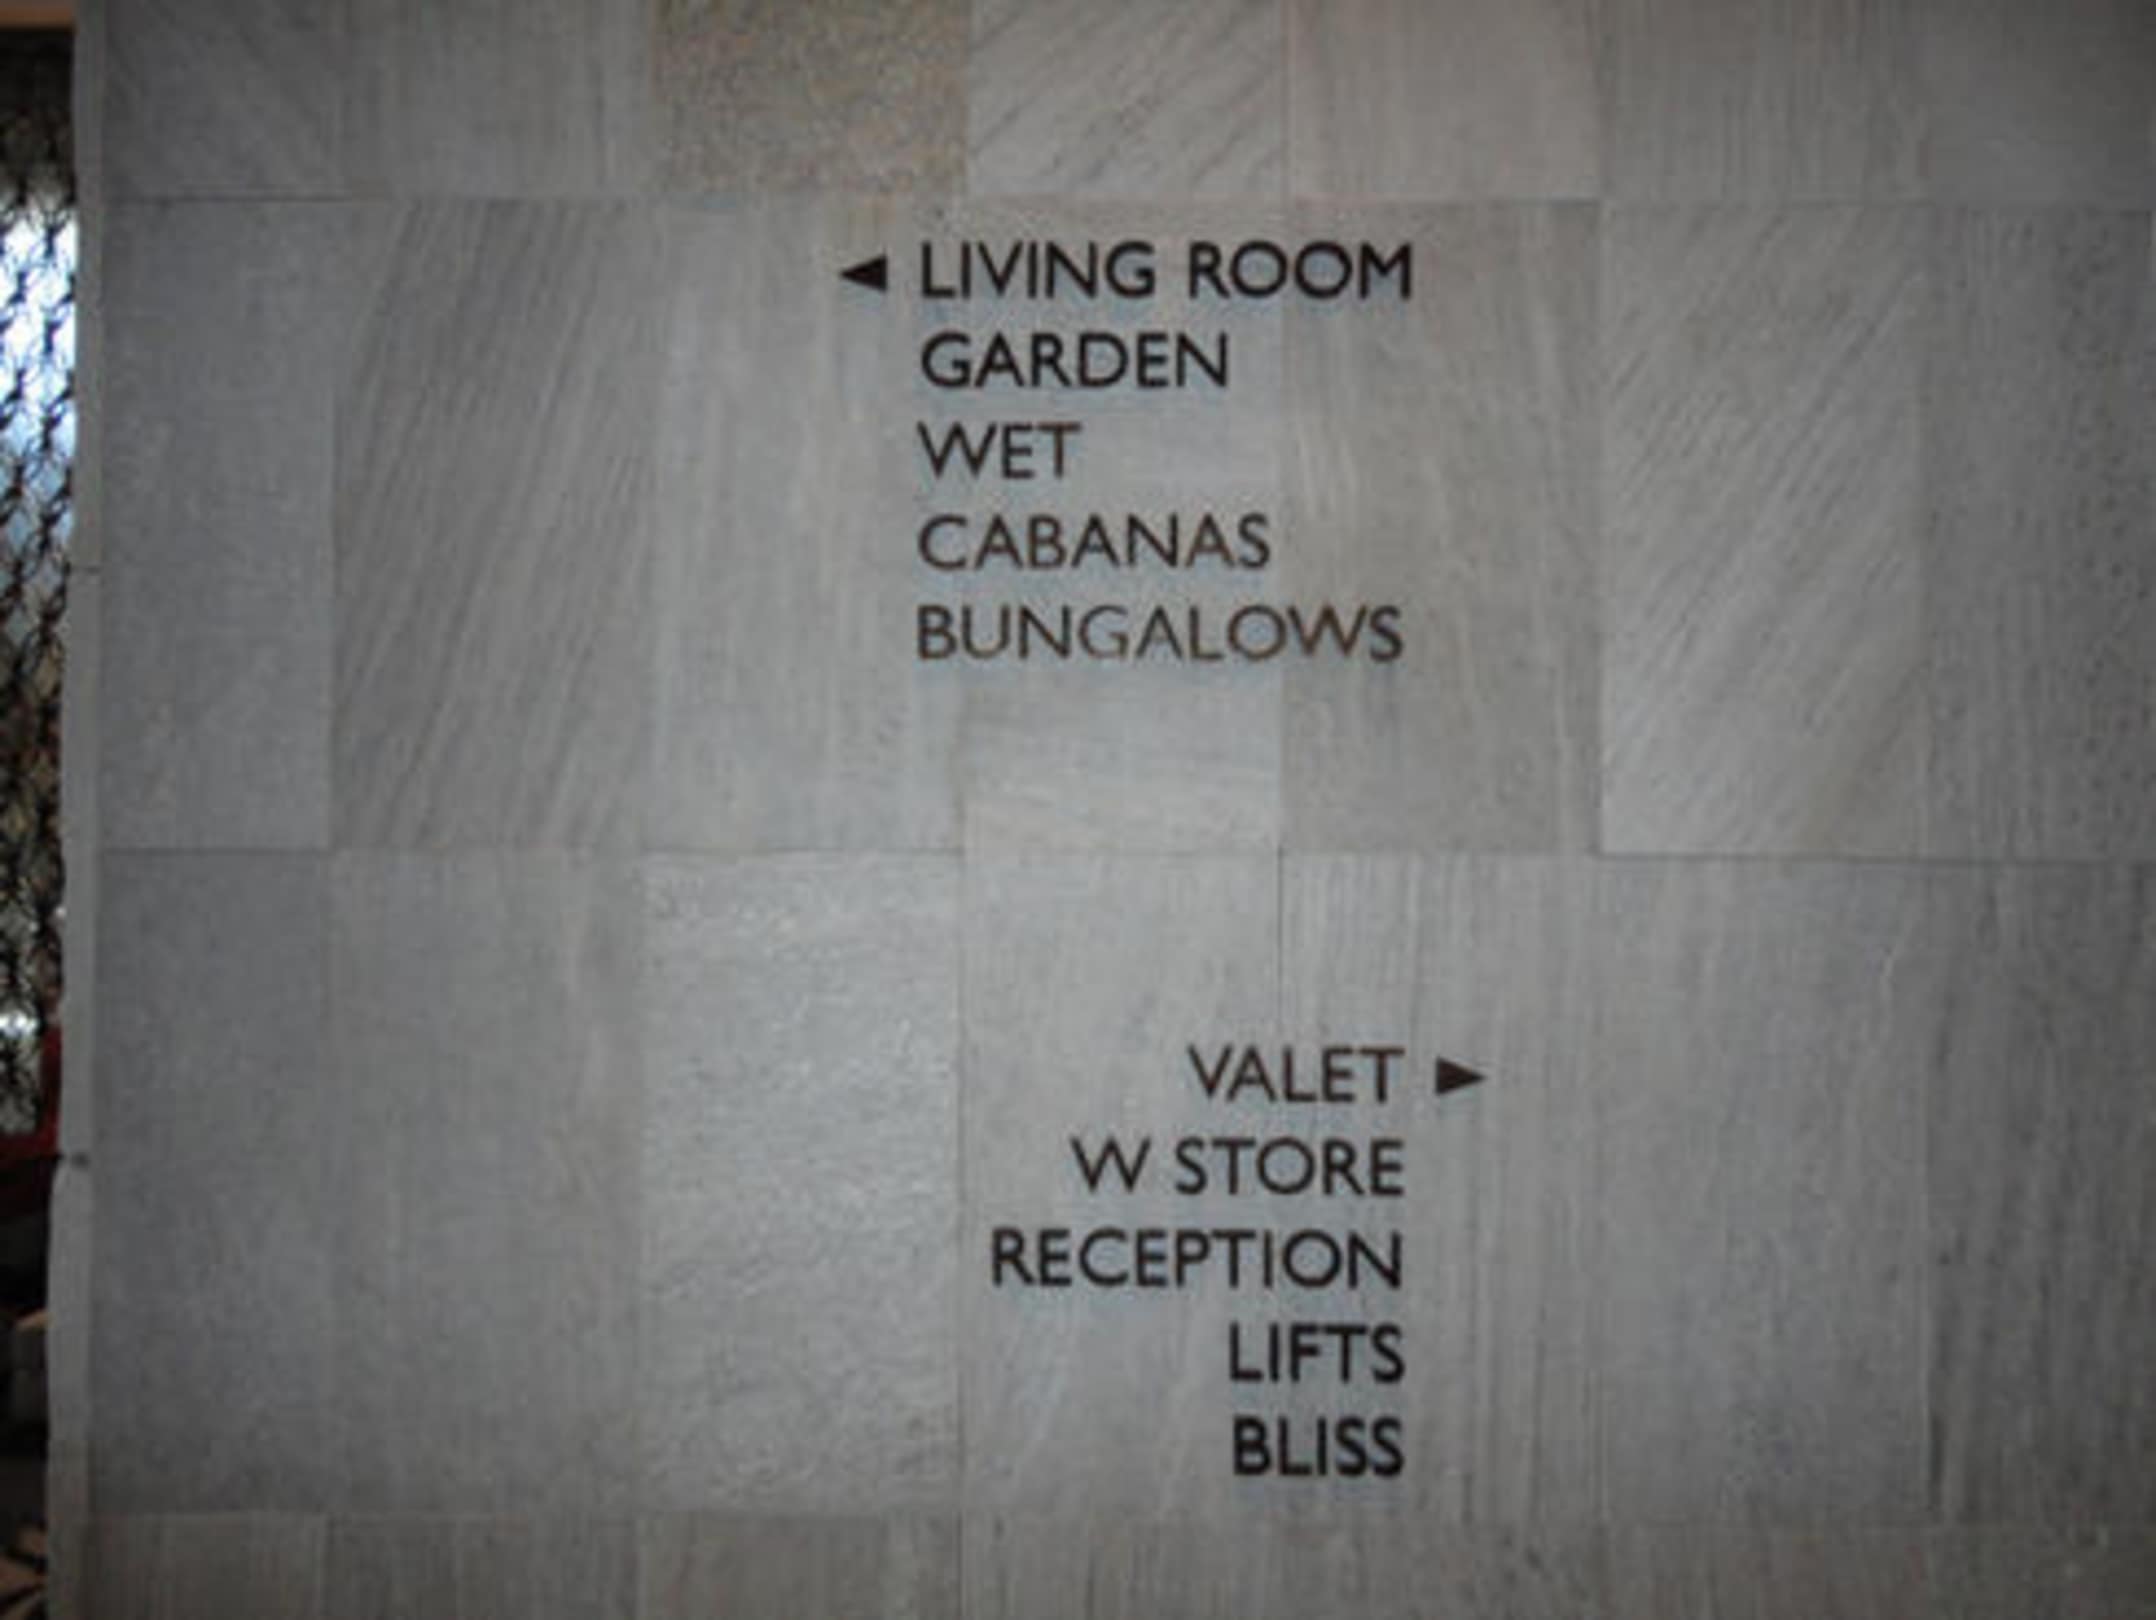 ◄ LIVING ROOM
GARDEN
WET
CABANAS
BUNGALOWS
VALET ►
W STORE
RECEPTION
LIFTS
BLISS